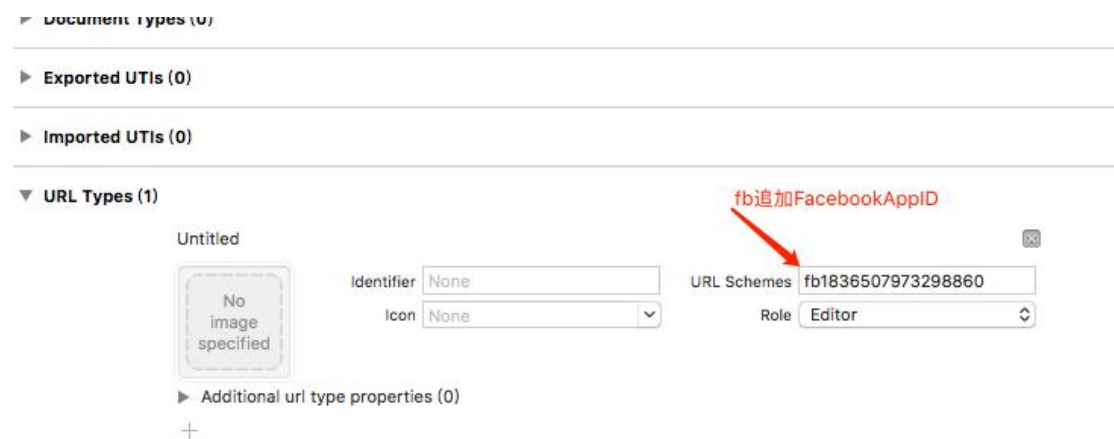 Document Types (0)
Exported UTIs (0)
Imported UTIs (0)
URL Types (1)
fb追加FacebookAppID
Untitled
No
image
specified
Identifier None
URL Schemes fb1836507973298860
Icon None
Role Editor
Additional url type properties (0)